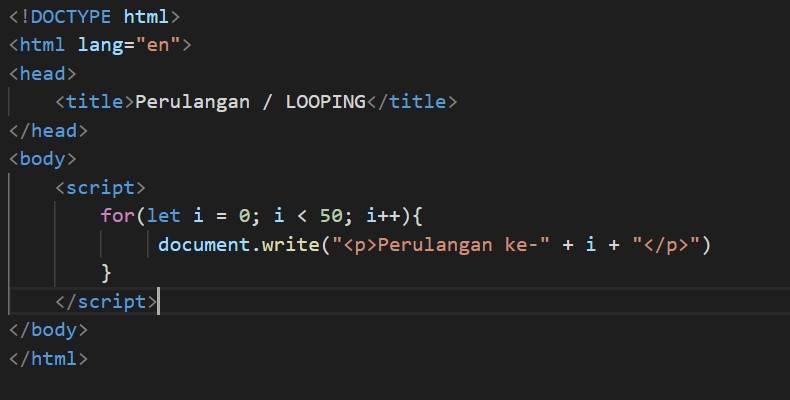 <!DOCTYPE html>
<html lang="en">
<head>
    <title>Perulangan / LOOPING</title>
</head>
<body>
    <script>
        for(let i = 0; i < 50; i++){
             document.write("<p>Perulangan ke-" + i + "</p>")
        }
    </script>
</body>
</html>